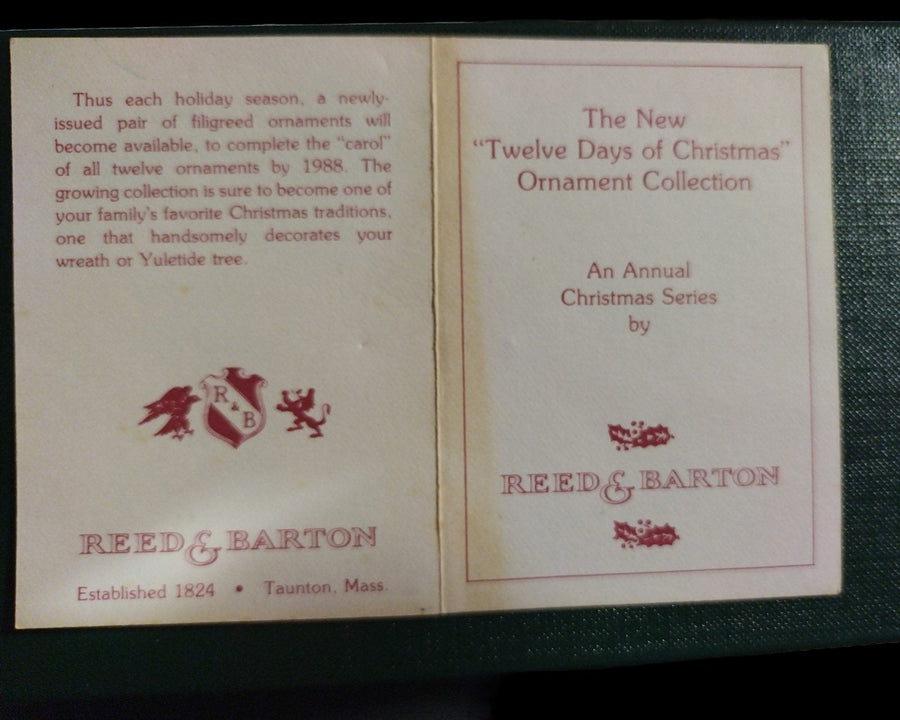 Thus each holiday season, a newly-
issued pair of filigreed ornaments will
become available, to complete the "carol"
of all twelve ornaments by 1988. The
growing collection is sure to become one of
your family's favorite Christmas traditions,
one that handsomely decorates your
wreath or Yuletide tree.
R & B
REED & BARTON
Established 1824 • Taunton, Mass.
The New
"Twelve Days of Christmas"
Ornament Collection
An Annual
Christmas Series
by
REED & BARTON